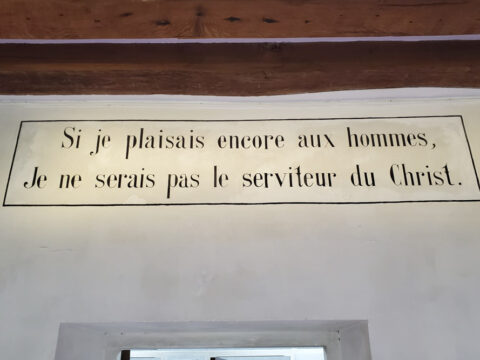 Si je plaisais encore aux hommes,
Je ne serais pas le serviteur du Christ.